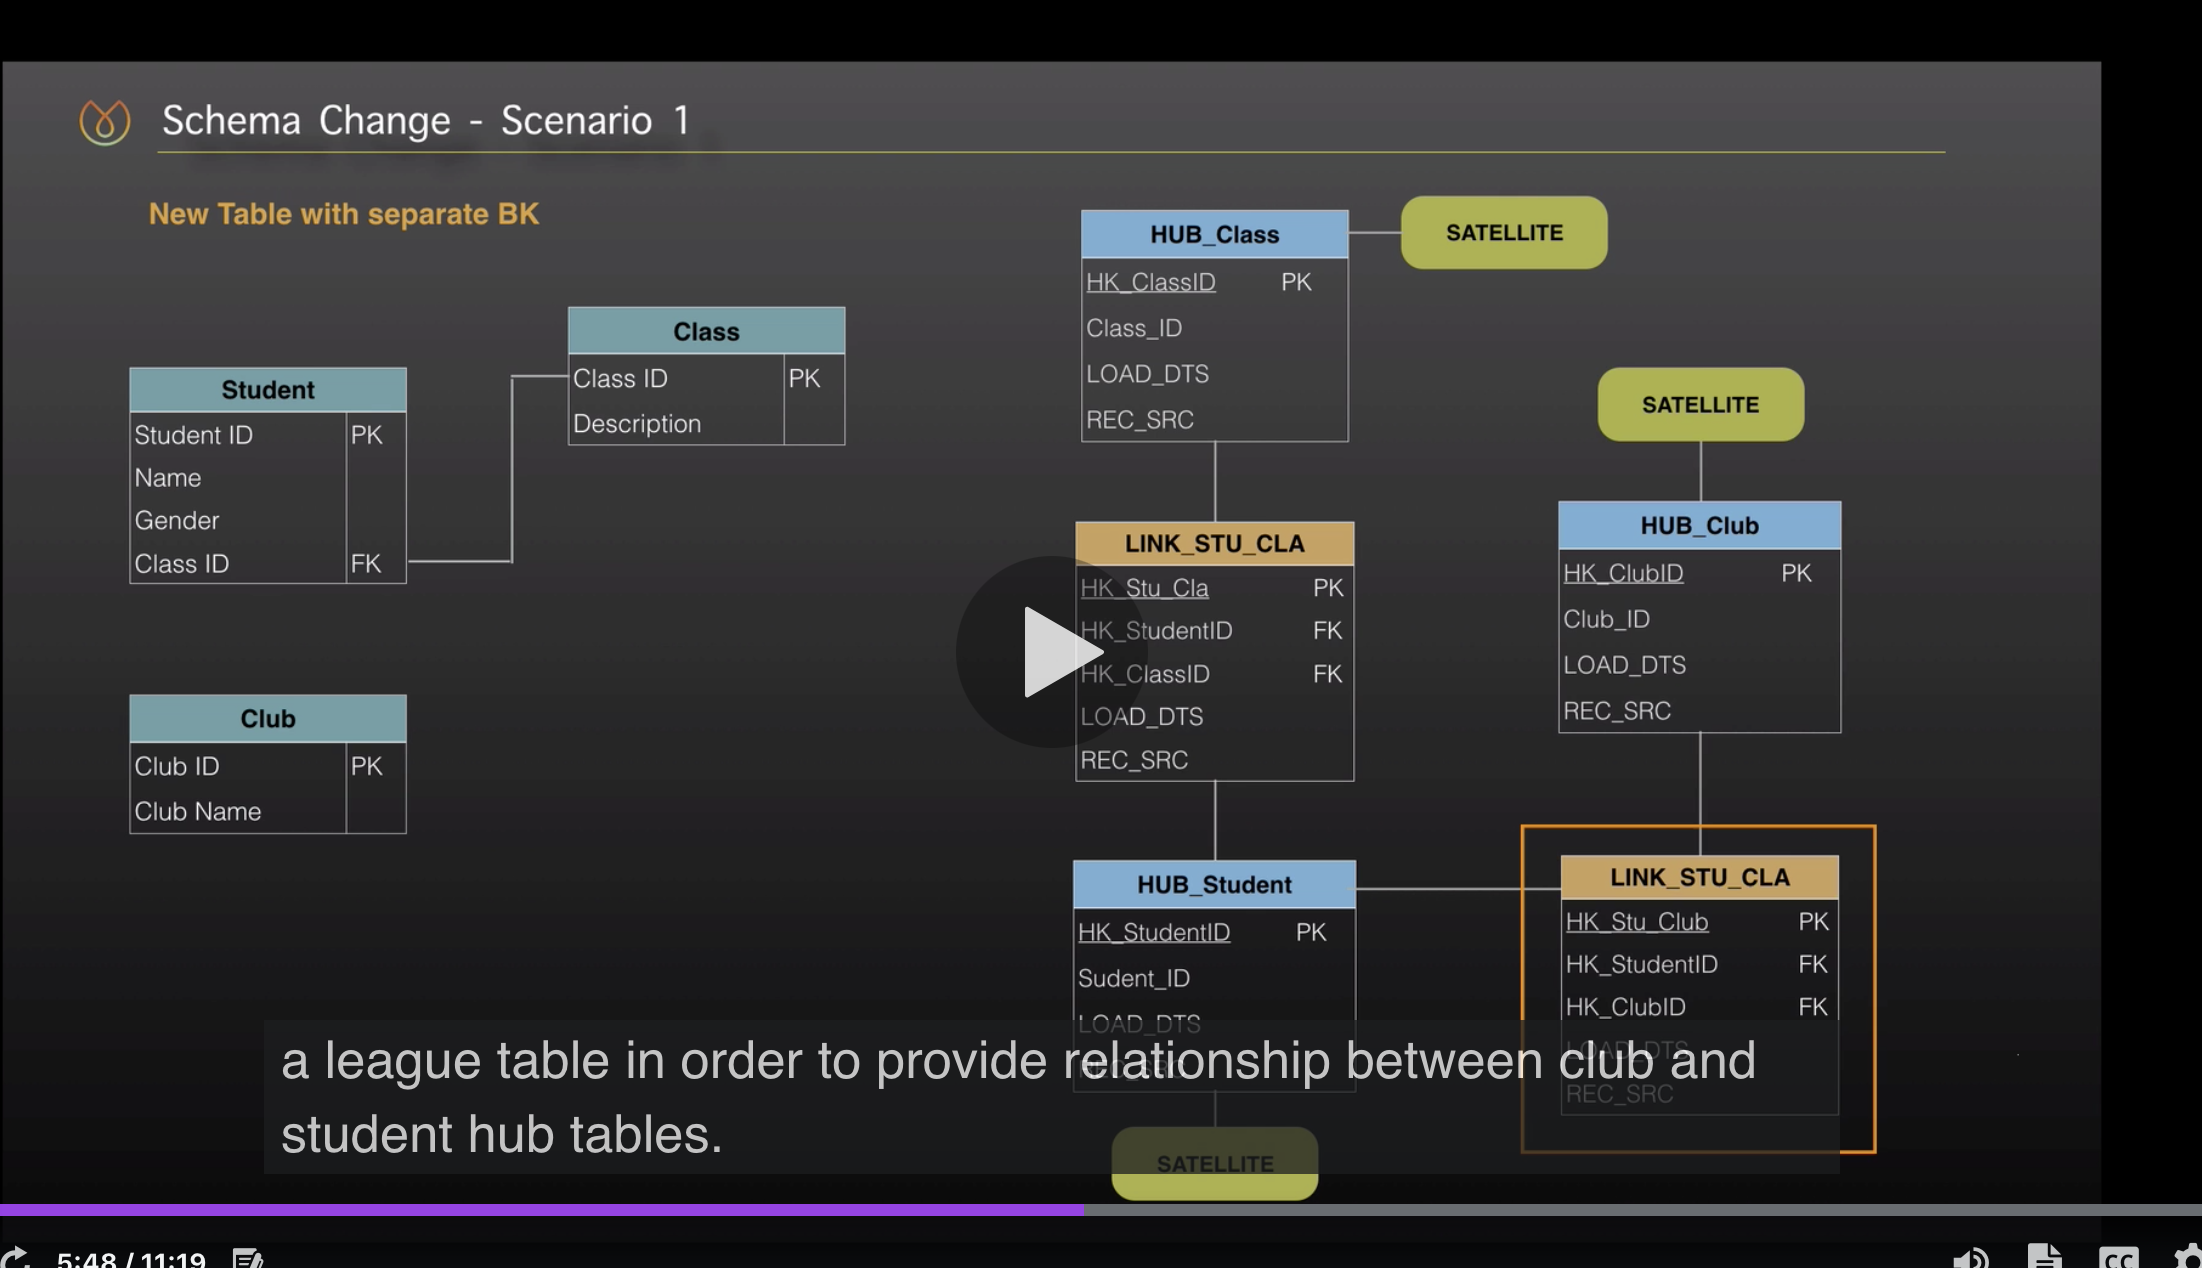 Schema Change - Scenario 1
New Table with separate BK
Student
Student ID PK
Name
Gender
Class ID FK
Class
Class ID PK
Description
Club
Club ID PK
Club Name
HUB_Class
HK_ClassID PK
Class_ID
LOAD_DTS
REC_SRC
SATELLITE
LINK_STU_CLA
HK_Stu_Cla PK
HK_StudentID FK
HK_ClassID FK
LOAD_DTS
REC_SRC
SATELLITE
HUB_Club
HK_ClubID PK
Club_ID
LOAD_DTS
REC_SRC
HUB_Student
HK_StudentID PK
Sudent_ID
LOAD_DTS
REC_SRC
SATELLITE
LINK_STU_CLA
HK_Stu_Club PK
HK_StudentID FK
HK_ClubID FK
LOAD_DTS
REC_SRC
a league table in order to provide relationship between club and
student hub tables.
5:48 / 11:19
CC